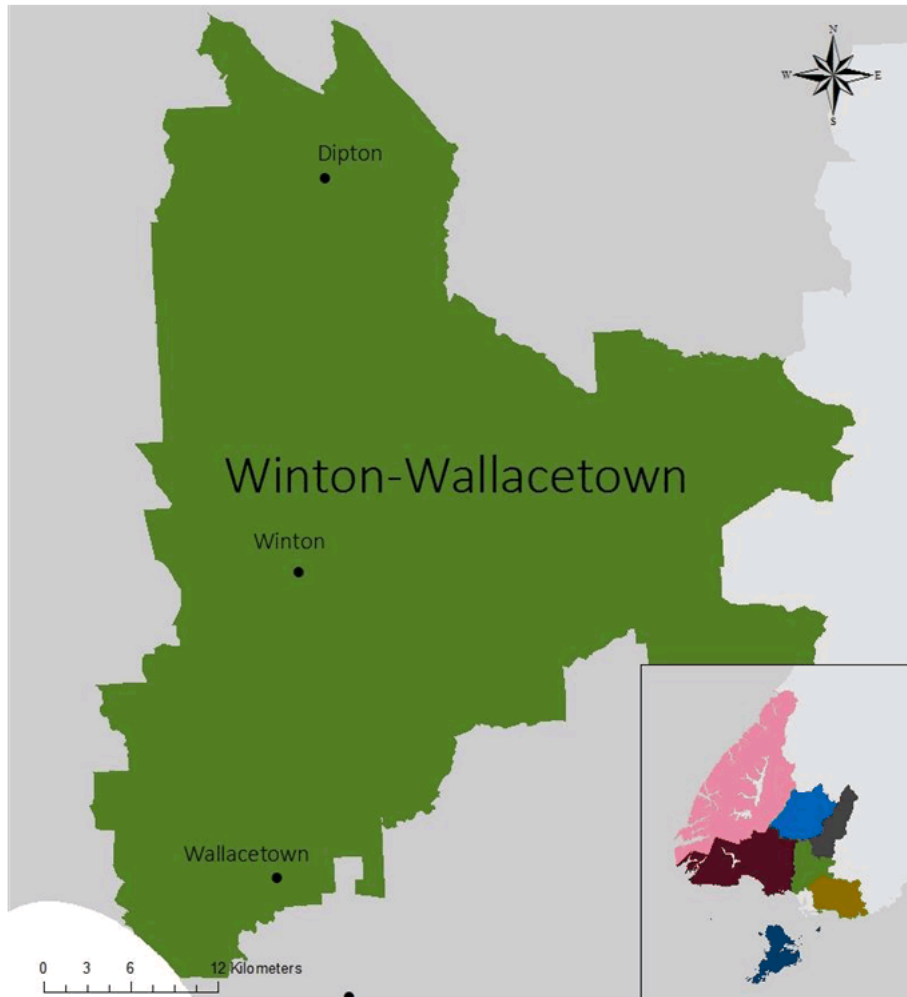 N
W E
S
Dipton
Winton-Wallacetown
Winton
Wallacetown
0 3 6 12 Kilometers